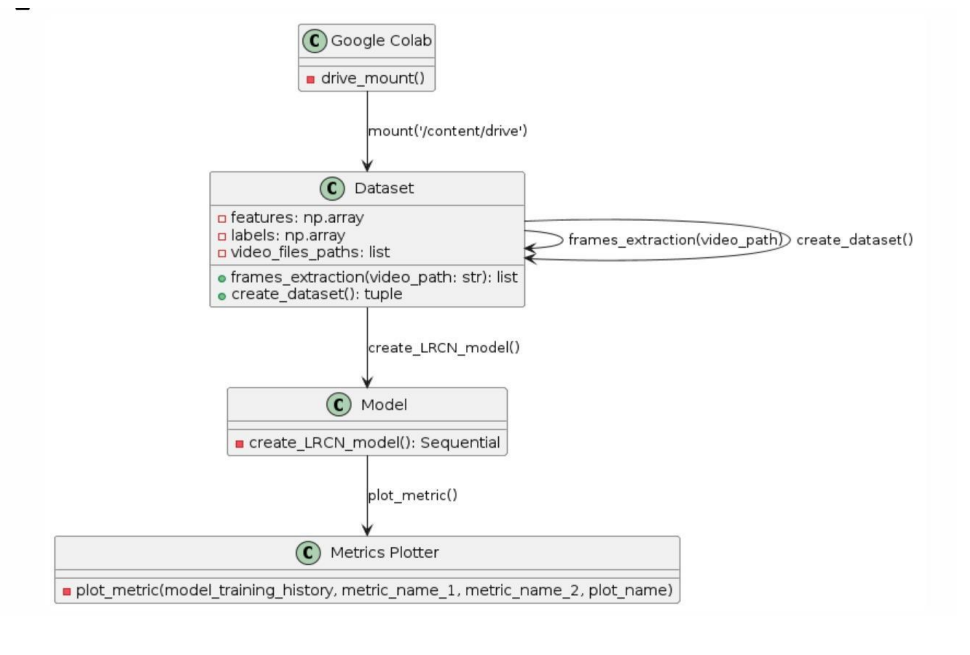 C Google Colab
drive_mount()
mount('/content/drive')
C Dataset
features: np.array
labels: np.array
video_files_paths: list
frames_extraction(video_path: str): list
create_dataset(): tuple
frames_extraction(video_path)
create_dataset()
create_LRCN_model()
C Model
create_LRCN_model(): Sequential
plot_metric()
C Metrics Plotter
plot_metric(model_training_history, metric_name_1, metric_name_2, plot_name)